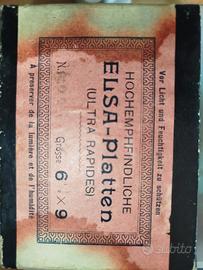 Vor Licht und Feuchtigkeit zu schützen
HOCHEMPFINDLICHE
ELISA-Platten
(ULTRA RAPIDES)
Grösse 6 × 9
A préserver de la lumière et de l'humidité
subito